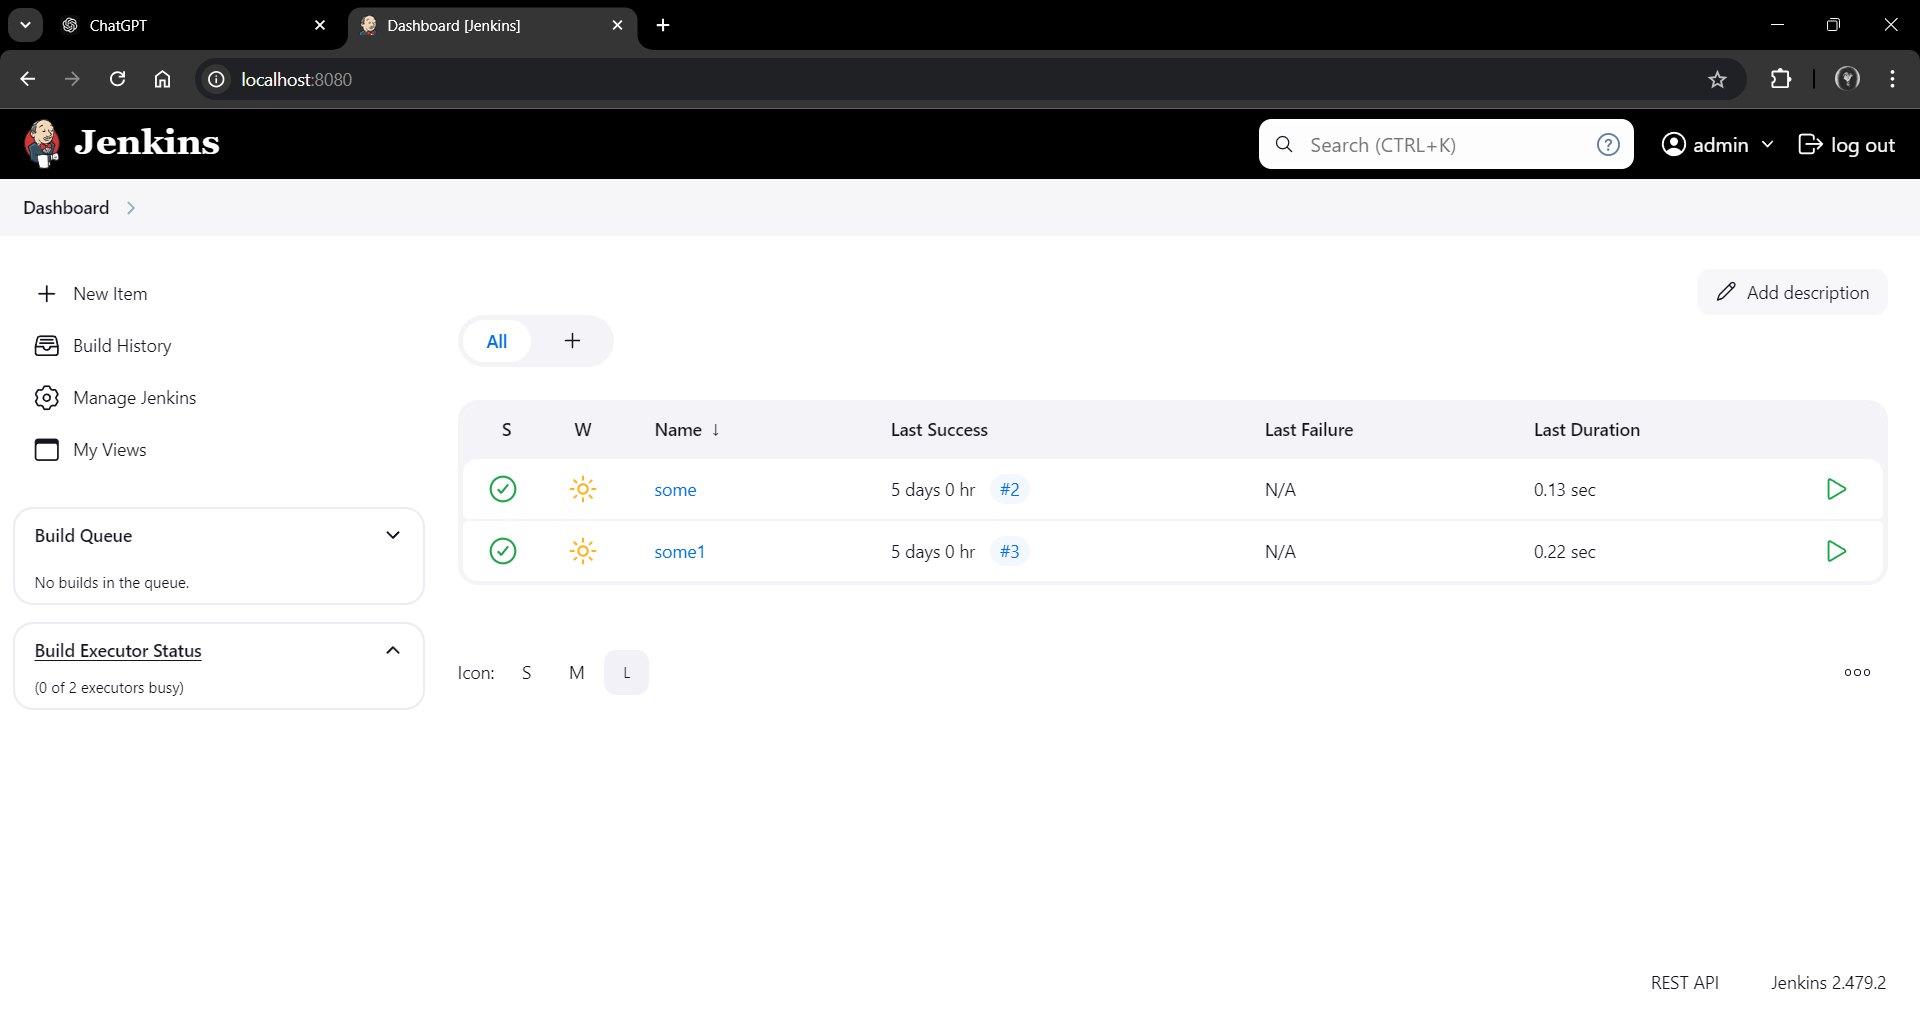 ChatGPT
Dashboard [Jenkins]
localhost:8080
Jenkins
Search (CTRL+K)
admin
log out
Dashboard
New Item
Add description
Build History
All
Manage Jenkins
My Views
S W Name ↓ Last Success Last Failure Last Duration
some 5 days 0 hr #2 N/A 0.13 sec
some1 5 days 0 hr #3 N/A 0.22 sec
Build Queue
No builds in the queue.
Build Executor Status
(0 of 2 executors busy)
Icon: S M L
REST API
Jenkins 2.479.2